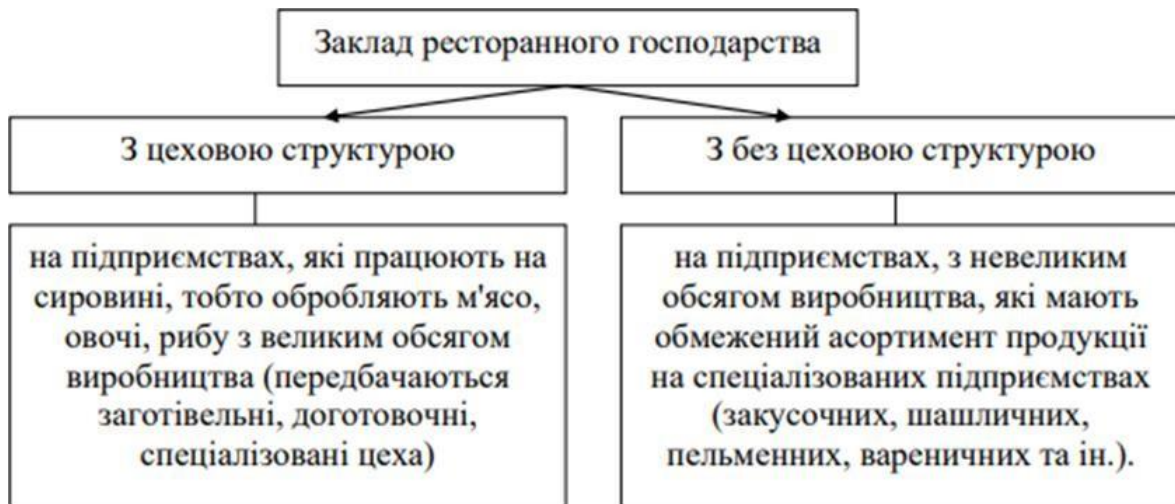 Заклад ресторанного господарства
З цеховою структурою
З без цеховою структурою
на підприємствах, які працюють на
сировині, тобто обробляють м'ясо,
овочі, рибу з великим обсягом
виробництва (передбачаються
заготівельні, доготовочні,
спеціалізовані цеха)
на підприємствах, з невеликим
обсягом виробництва, які мають
обмежений асортимент продукції
на спеціалізованих підприємствах
(закусочних, шашличних,
пельменних, вареничних та ін.).